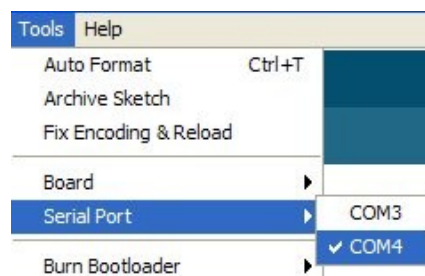 Tools Help
Auto Format Ctrl+T
Archive Sketch
Fix Encoding & Reload
Board
Serial Port
COM3
COM4
Burn Bootloader